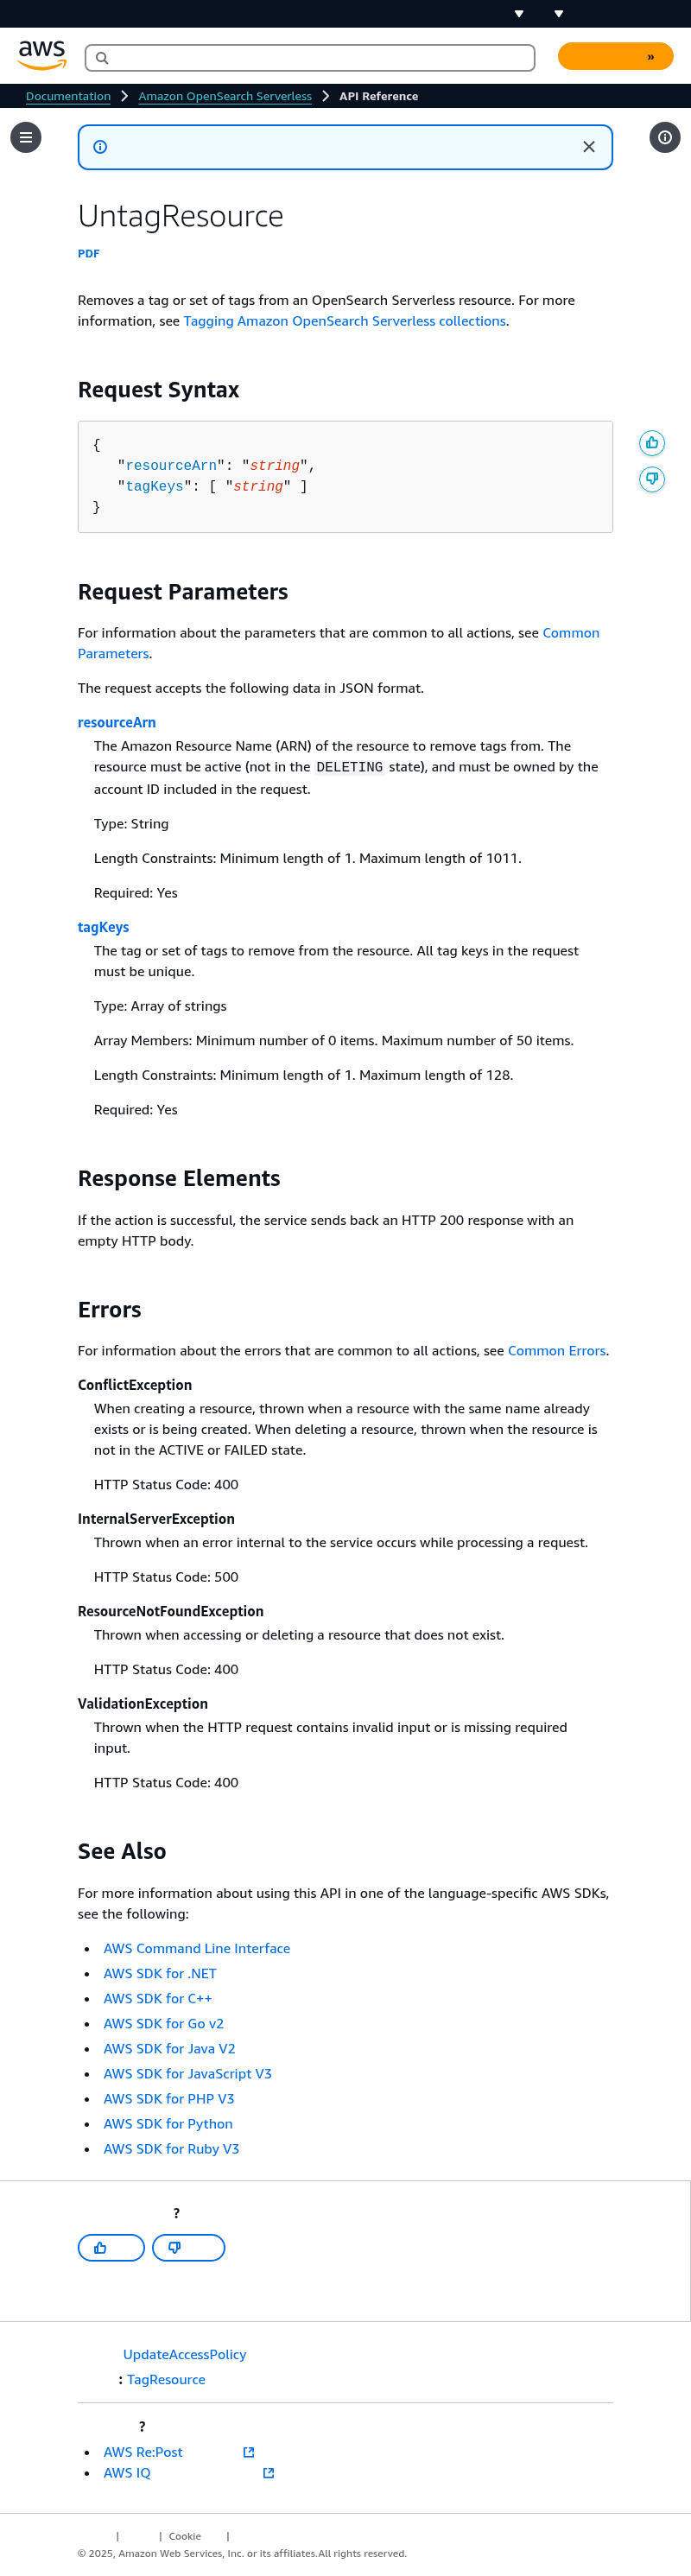 aws
»
Documentation
Amazon OpenSearch Serverless
API Reference
UntagResource
PDF
Removes a tag or set of tags from an OpenSearch Serverless resource. For more
information, see Tagging Amazon OpenSearch Serverless collections.
Request Syntax
{
"resourceArn": "string",
"tagKeys": [ "string" ]
}
Request Parameters
For information about the parameters that are common to all actions, see Common
Parameters.
The request accepts the following data in JSON format.
resourceArn
The Amazon Resource Name (ARN) of the resource to remove tags from. The
resource must be active (not in the DELETING state), and must be owned by the
account ID included in the request.
Type: String
Length Constraints: Minimum length of 1. Maximum length of 1011.
Required: Yes
tagKeys
The tag or set of tags to remove from the resource. All tag keys in the request
must be unique.
Type: Array of strings
Array Members: Minimum number of 0 items. Maximum number of 50 items.
Length Constraints: Minimum length of 1. Maximum length of 128.
Required: Yes
Response Elements
If the action is successful, the service sends back an HTTP 200 response with an
empty HTTP body.
Errors
For information about the errors that are common to all actions, see Common Errors.
ConflictException
When creating a resource, thrown when a resource with the same name already
exists or is being created. When deleting a resource, thrown when the resource is
not in the ACTIVE or FAILED state.
HTTP Status Code: 400
InternalServerException
Thrown when an error internal to the service occurs while processing a request.
HTTP Status Code: 500
ResourceNotFoundException
Thrown when accessing or deleting a resource that does not exist.
HTTP Status Code: 400
ValidationException
Thrown when the HTTP request contains invalid input or is missing required
input.
HTTP Status Code: 400
See Also
For more information about using this API in one of the language-specific AWS SDKs,
see the following:
• AWS Command Line Interface
• AWS SDK for .NET
• AWS SDK for C++
• AWS SDK for Go v2
• AWS SDK for Java V2
• AWS SDK for JavaScript V3
• AWS SDK for PHP V3
• AWS SDK for Python
• AWS SDK for Ruby V3
?
UpdateAccessPolicy
: TagResource
?
• AWS Re:Post
• AWS IQ
| | Cookie |
© 2025, Amazon Web Services, Inc. or its affiliates.All rights reserved.